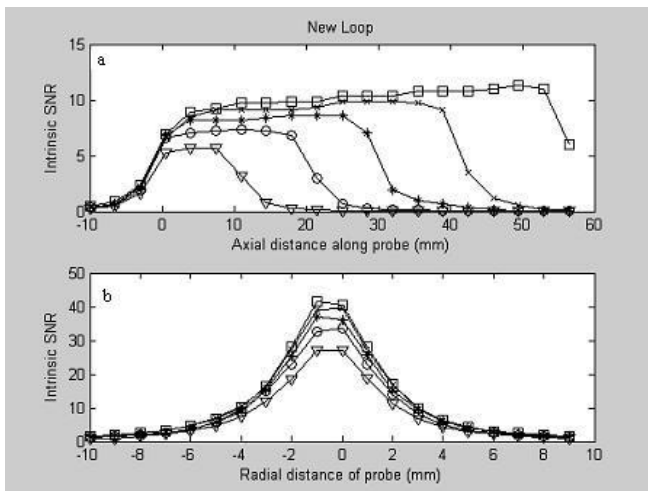 New Loop
a
Intrinsic SNR
15
10
5
0
-10 0 10 20 30 40 50 60
Axial distance along probe (mm)
b
Intrinsic SNR
50
40
30
20
10
0
-10 -8 -6 -4 -2 0 2 4 6 8 10
Radial distance of probe (mm)